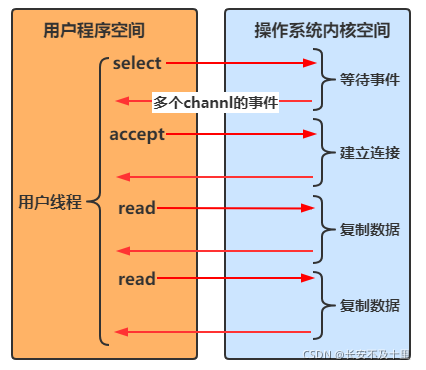 用户程序空间
操作系统内核空间
select
等待事件
多个channl的事件
accept
建立连接
用户线程
read
复制数据
read
复制数据
CSDN @长安不及十里